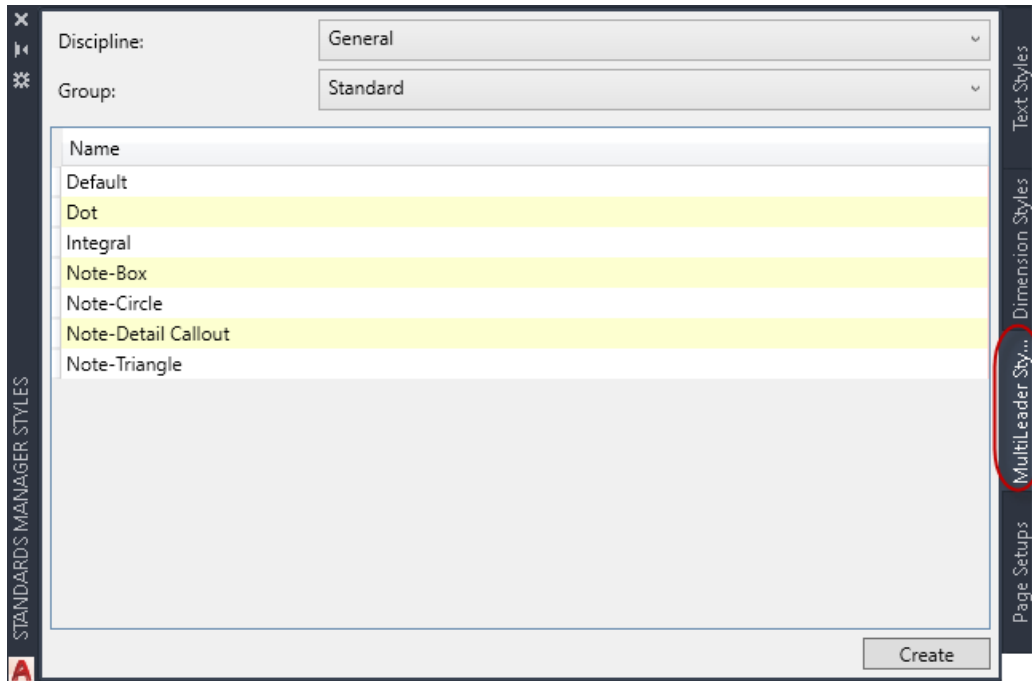 Discipline:
General
Group:
Standard
Name
Default
Dot
Integral
Note-Box
Note-Circle
Note-Detail Callout
Note-Triangle
Create
STANDARDS MANAGER STYLES
Text Styles
Dimension Styles
MultiLeader Sty...
Page Setups
A